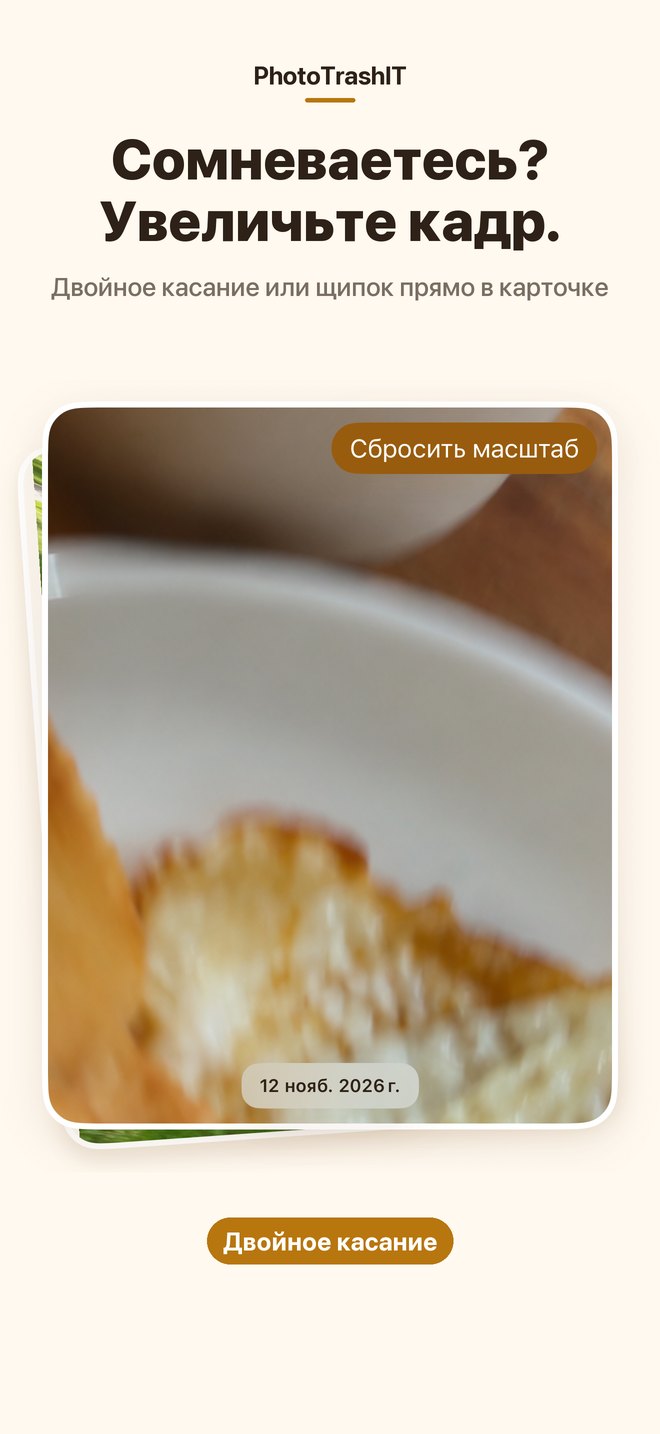 PhotoTrashIT
Сомневаетесь?
Увеличьте кадр.
Двойное касание или щипок прямо в карточке
Сбросить масштаб
12 нояб. 2026 г.
Двойное касание